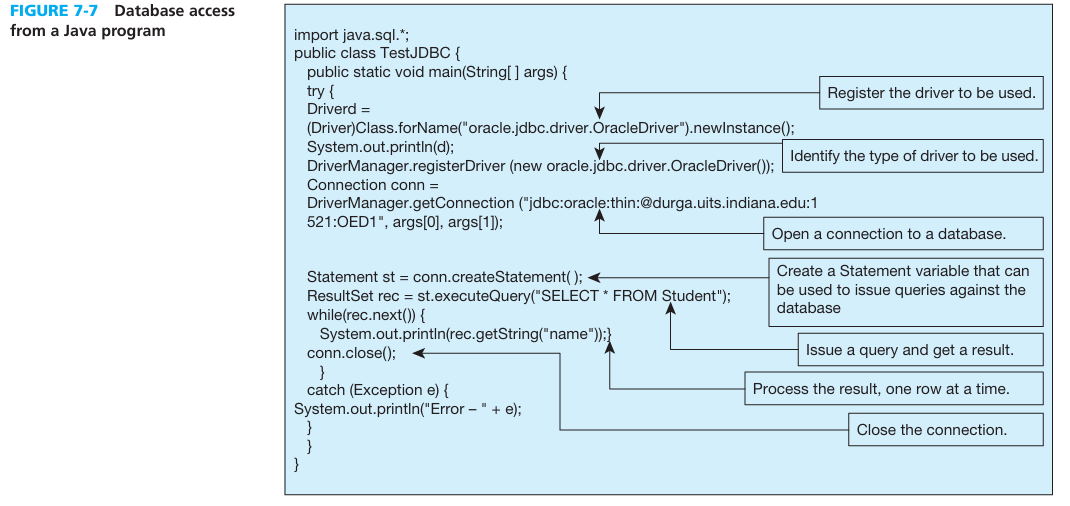 FIGURE 7-7 Database access
from a Java program
import java.sql.*;
public class TestJDBC {
public static void main(String[ ] args) {
try {
Driverd =
(Driver)Class.forName("oracle.jdbc.driver.OracleDriver").newInstance();
System.out.println(d);
DriverManager.registerDriver (new oracle.jdbc.driver.OracleDriver());
Connection conn =
DriverManager.getConnection ("jdbc:oracle:thin:@durga.uits.indiana.edu:1
521:OED1", args[0], args[1]);
Statement st = conn.createStatement( );
ResultSet rec = st.executeQuery("SELECT * FROM Student");
while(rec.next()) {
System.out.println(rec.getString("name"));}
conn.close();
}
catch (Exception e) {
System.out.println("Error – " + e);
}
}
}
Register the driver to be used.
Identify the type of driver to be used.
Open a connection to a database.
Create a Statement variable that can
be used to issue queries against the
database
Issue a query and get a result.
Process the result, one row at a time.
Close the connection.